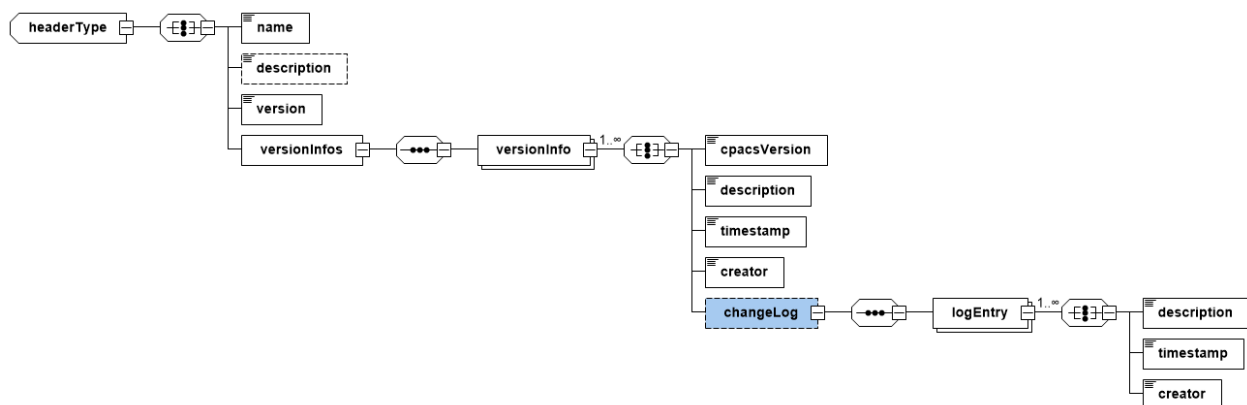 headerType
name
description
version
versionInfos
versionInfo
1..∞
cpacsVersion
description
timestamp
creator
changeLog
logEntry
1..∞
description
timestamp
creator